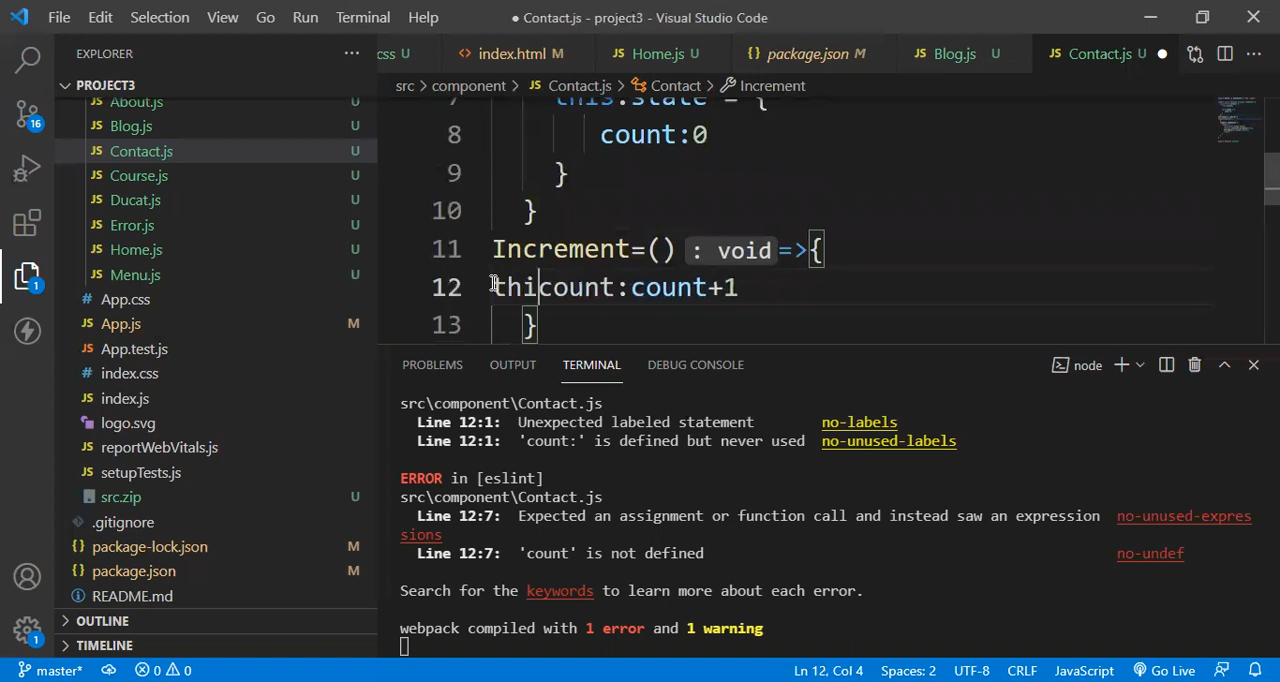 File Edit Selection View Go Run Terminal Help ● Contact.js - project3 - Visual Studio Code
EXPLORER
PROJECT3
About.js U
Blog.js U
Contact.js U
Course.js U
Ducat.js U
Error.js U
Home.js U
Menu.js U
App.css
App.js M
App.test.js
index.css
index.js
logo.svg
reportWebVitals.js
setupTests.js
src.zip U
.gitignore
package-lock.json M
package.json M
README.md
OUTLINE
TIMELINE
16
1
1
css U index.html M Home.js U package.json M Blog.js U Contact.js U
src > component > Contact.js > Contact > Increment
7 this.state = {
8 count:0
9 }
10 }
11 Increment=() : void =>{
12 thicount:count+1
13 }
PROBLEMS OUTPUT TERMINAL DEBUG CONSOLE node
src\component\Contact.js
Line 12:1: Unexpected labeled statement no-labels
Line 12:1: 'count:' is defined but never used no-unused-labels
ERROR in [eslint]
src\component\Contact.js
Line 12:7: Expected an assignment or function call and instead saw an expression no-unused-expres
sions
Line 12:7: 'count' is not defined no-undef
Search for the keywords to learn more about each error.
webpack compiled with 1 error and 1 warning
master* 0 0 Ln 12, Col 4 Spaces: 2 UTF-8 CRLF JavaScript Go Live